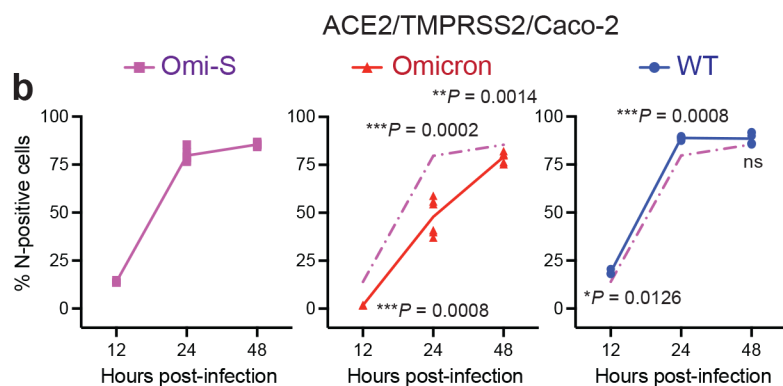 ACE2/TMPRSS2/Caco-2
Omi-S
Omicron
WT
b
% N-positive cells
100
75
50
25
0
12
24
48
Hours post-infection
100
75
50
25
0
**P = 0.0014
***P = 0.0002
***P = 0.0008
12
24
48
Hours post-infection
100
75
50
25
0
***P = 0.0008
ns
*P = 0.0126
12
24
48
Hours post-infection